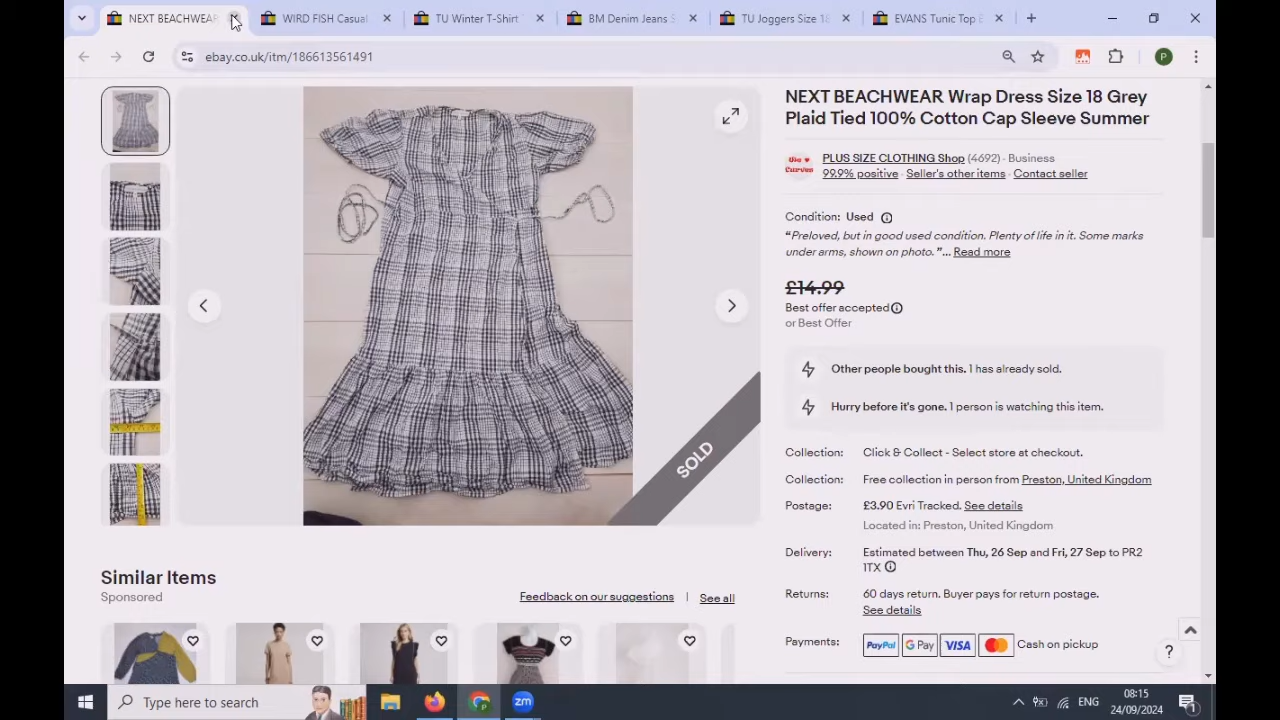 NEXT BEACHWEAR
WIRD FISH Casual
TU Winter T-Shirt
BM Denim Jeans S
TU Joggers Size 18
EVANS Tunic Top
ebay.co.uk/itm/186613561491
P
NEXT BEACHWEAR Wrap Dress Size 18 Grey
Plaid Tied 100% Cotton Cap Sleeve Summer
PLUS SIZE CLOTHING Shop (4692) · Business
99.9% positive · Seller's other items · Contact seller
Condition: Used
“Preloved, but in good used condition. Plenty of life in it. Some marks
under arms, shown on photo. ”... Read more
£14.99
Best offer accepted
or Best Offer
Other people bought this. 1 has already sold.
Hurry before it's gone. 1 person is watching this item.
SOLD
Collection: Click & Collect - Select store at checkout.
Collection: Free collection in person from Preston, United Kingdom
Postage: £3.90 Evri Tracked. See details
Located in: Preston, United Kingdom
Delivery: Estimated between Thu, 26 Sep and Fri, 27 Sep to PR2
1TX
Returns: 60 days return. Buyer pays for return postage.
See details
Payments: PayPal G Pay VISA Cash on pickup
Similar Items
Sponsored
Feedback on our suggestions | See all
?
Type here to search
zm
ENG
08:15
24/09/2024
1